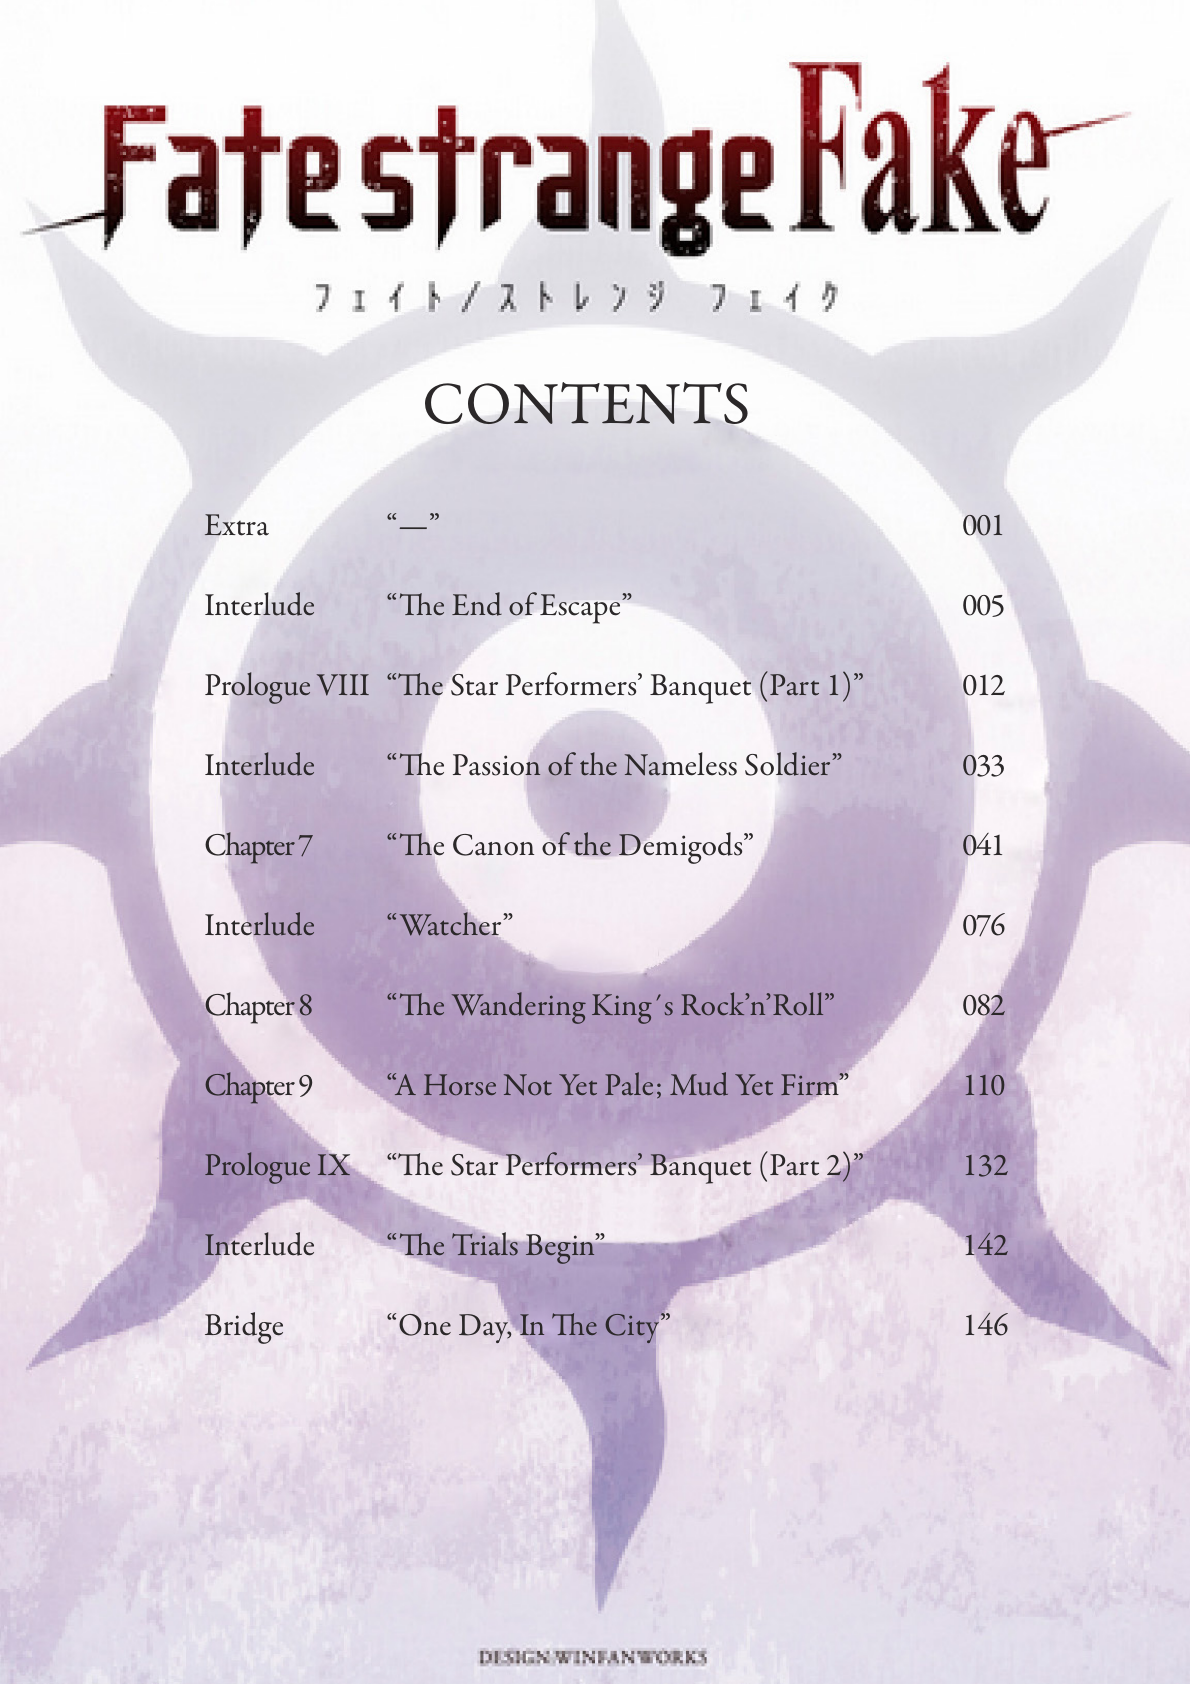 Fate strange Fake
フェイト/ストレンジ フェイク
CONTENTS
Extra “—” 001
Interlude “The End of Escape” 005
Prologue VIII “The Star Performers’ Banquet (Part 1)” 012
Interlude “The Passion of the Nameless Soldier” 033
Chapter 7 “The Canon of the Demigods” 041
Interlude “Watcher” 076
Chapter 8 “The Wandering King´s Rock’n’Roll” 082
Chapter 9 “A Horse Not Yet Pale; Mud Yet Firm” 110
Prologue IX “The Star Performers’ Banquet (Part 2)” 132
Interlude “The Trials Begin” 142
Bridge “One Day, In The City” 146
DESIGN:WINFANWORKS